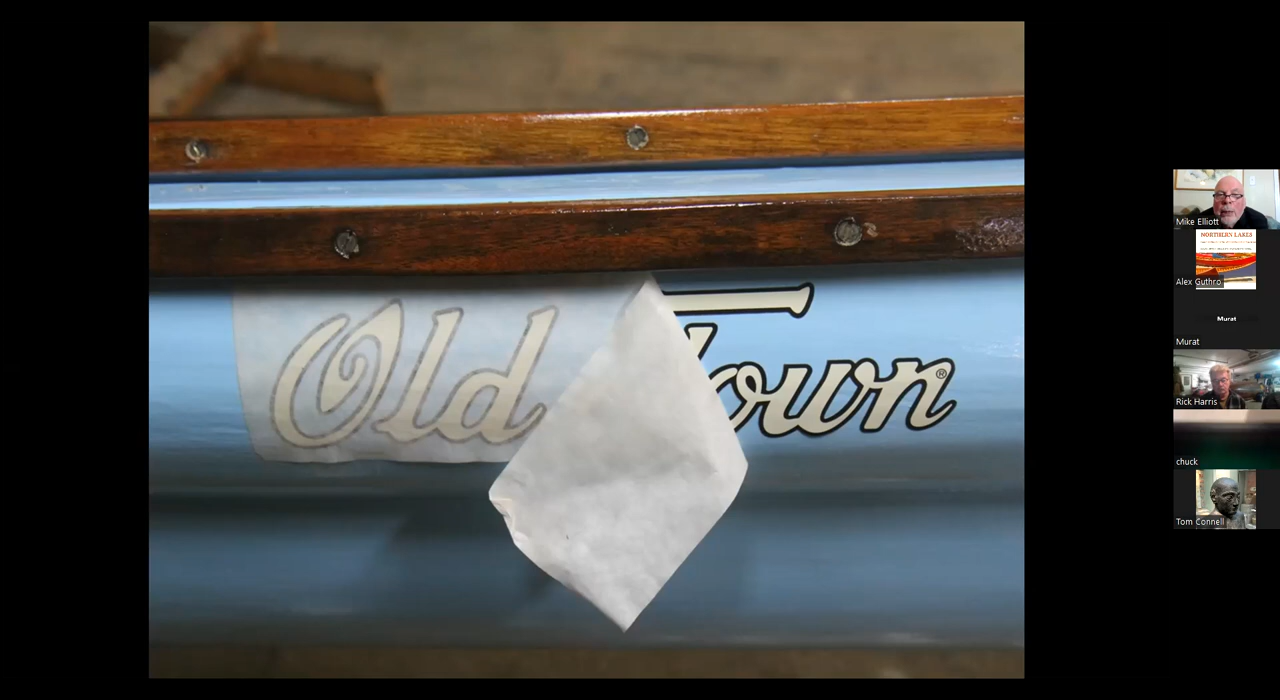 Old Town®
Mike Elliott
NORTHERN LAKES
Alex Guthro
Murat
Murat
Rick Harris
chuck
Tom Connell